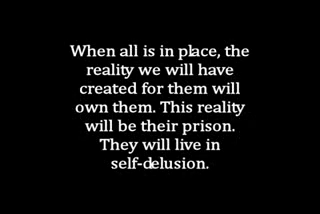 When all is in place, the
reality we will have
created for them will
own them. This reality
will be their prison.
They will live in
self-delusion.